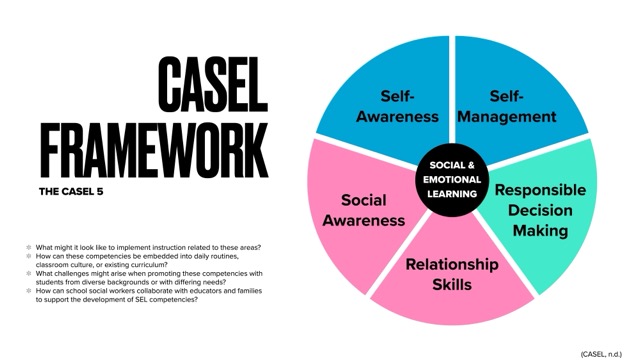 CASEL
FRAMEWORK
THE CASEL 5
What might it look like to implement instruction related to these areas?
How can these competencies be embedded into daily routines,
classroom culture, or existing curriculum?
What challenges might arise when promoting these competencies with
students from diverse backgrounds or with differing needs?
How can school social workers collaborate with educators and families
to support the development of SEL competencies?
Self-
Awareness
Self-
Management
SOCIAL &
EMOTIONAL
LEARNING
Social
Awareness
Responsible
Decision
Making
Relationship
Skills
(CASEL, n.d.)